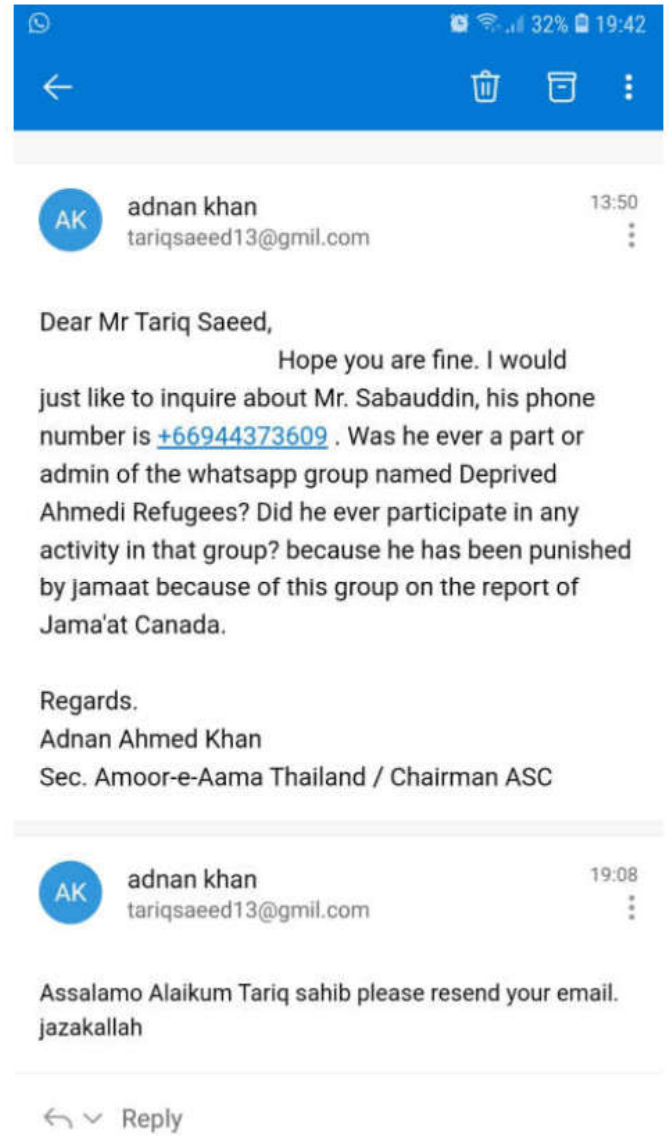 32% 19:42
AK
adnan khan
13:50
tariqsaeed13@gmil.com
Dear Mr Tariq Saeed,
Hope you are fine. I would
just like to inquire about Mr. Sabauddin, his phone
number is +66944373609 . Was he ever a part or
admin of the whatsapp group named Deprived
Ahmedi Refugees? Did he ever participate in any
activity in that group? because he has been punished
by jamaat because of this group on the report of
Jama'at Canada.
Regards.
Adnan Ahmed Khan
Sec. Amoor-e-Aama Thailand / Chairman ASC
AK
adnan khan
19:08
tariqsaeed13@gmil.com
Assalamo Alaikum Tariq sahib please resend your email.
jazakallah
Reply